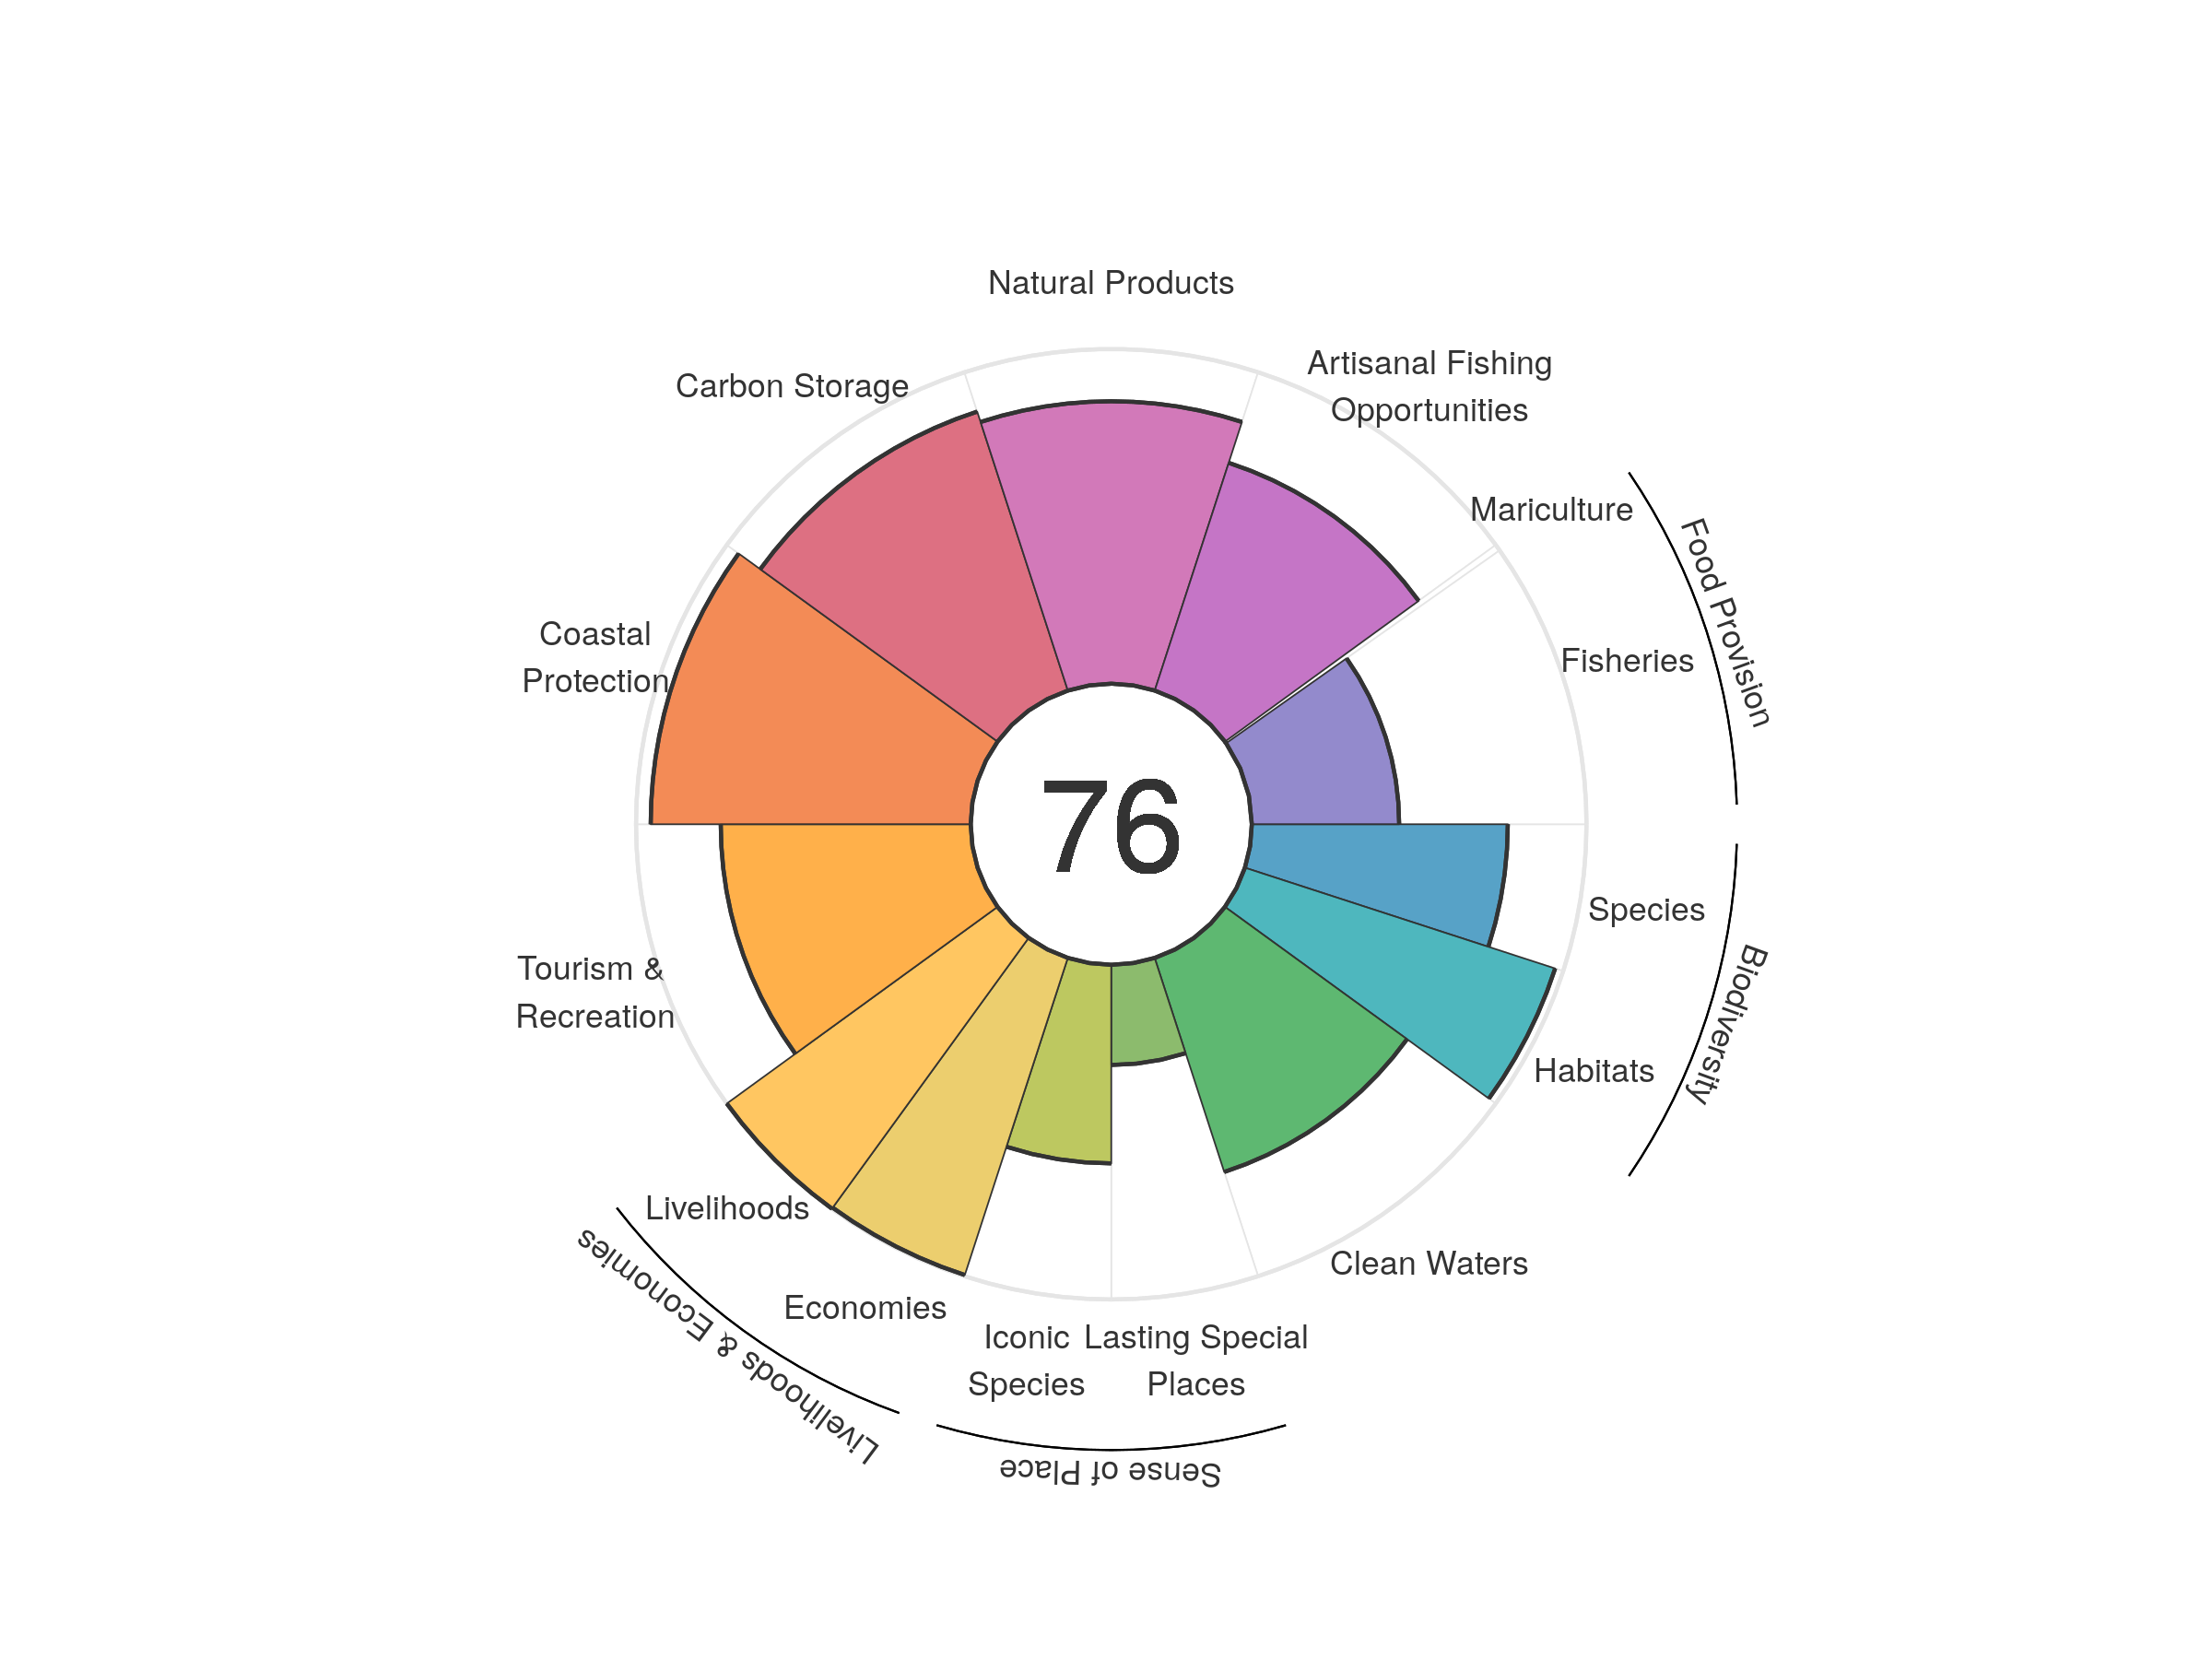 Natural Products
Carbon Storage
Artisanal Fishing
Opportunities
Mariculture
Food Provision
Fisheries
Coastal
Protection
76
Species
Biodiversity
Habitats
Tourism &
Recreation
Livelihoods
Livelihoods & Economies
Economies
Clean Waters
Iconic
Species
Lasting Special
Places
Sense of Place